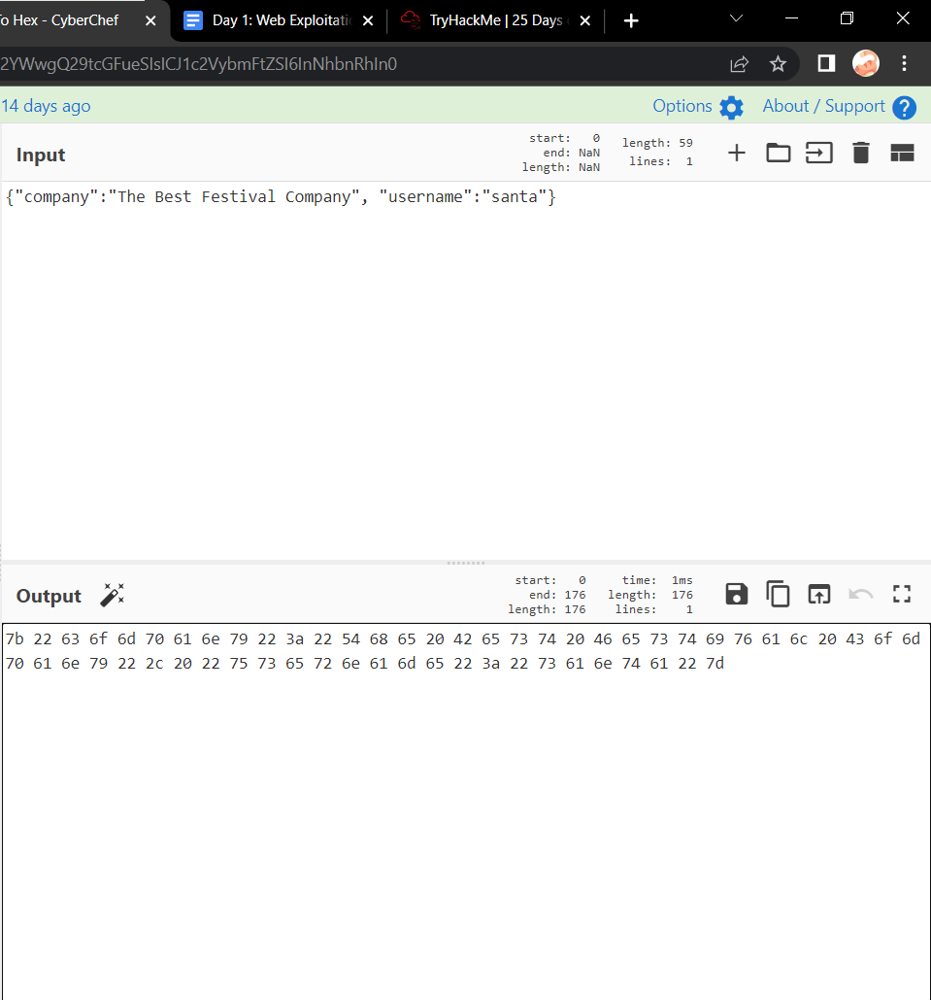 To Hex - CyberChef
Day 1: Web Exploitati
TryHackMe | 25 Days
2YWwgQ29tcGFueSIsICJ1c2VybmFtZSI6InNhbnRhIn0
14 days ago
Options
About / Support ?
Input
start: 0
end: NaN
length: NaN
length: 59
lines: 1
{"company":"The Best Festival Company", "username":"santa"}
Output
start: 0
end: 176
length: 176
time: 1ms
length: 176
lines: 1
7b 22 63 6f 6d 70 61 6e 79 22 3a 22 54 68 65 20 42 65 73 74 20 46 65 73 74 69 76 61 6c 20 43 6f 6d
70 61 6e 79 22 2c 20 22 75 73 65 72 6e 61 6d 65 22 3a 22 73 61 6e 74 61 22 7d